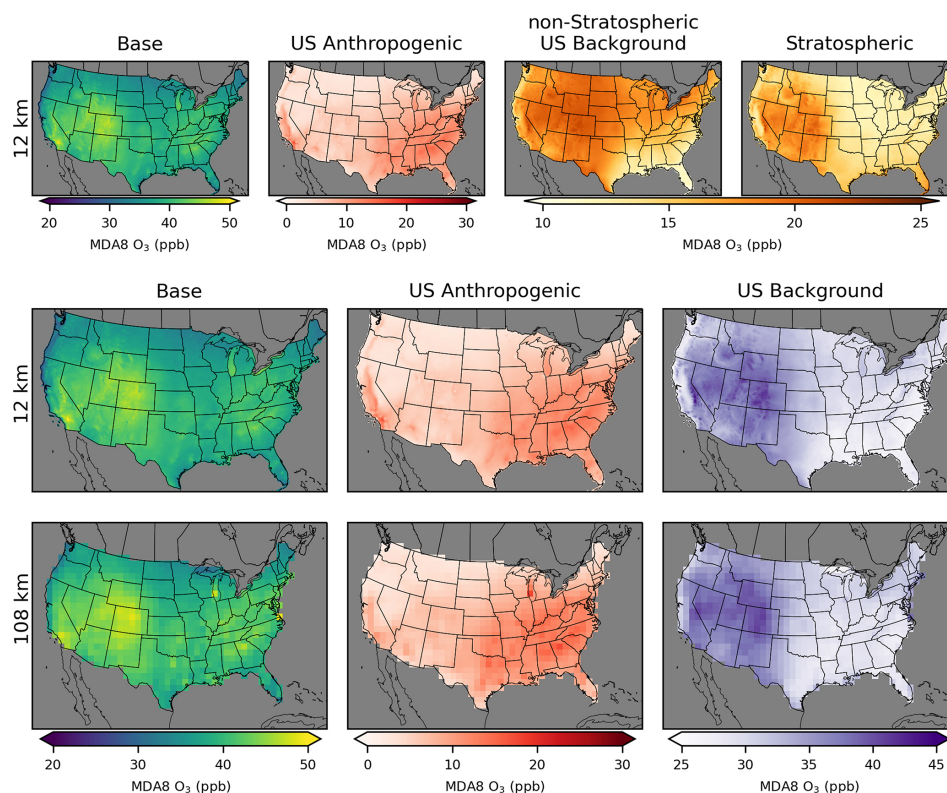 non-Stratospheric
Base US Anthropogenic US Background Stratospheric
12 km
20 30 40 50 0 10 20 30 10 15 20 25
MDA8 O₃ (ppb) MDA8 O₃ (ppb) MDA8 O₃ (ppb)
Base US Anthropogenic US Background
12 km
108 km
20 30 40 50 0 10 20 30 25 30 35 40 45
MDA8 O₃ (ppb) MDA8 O₃ (ppb) MDA8 O₃ (ppb)